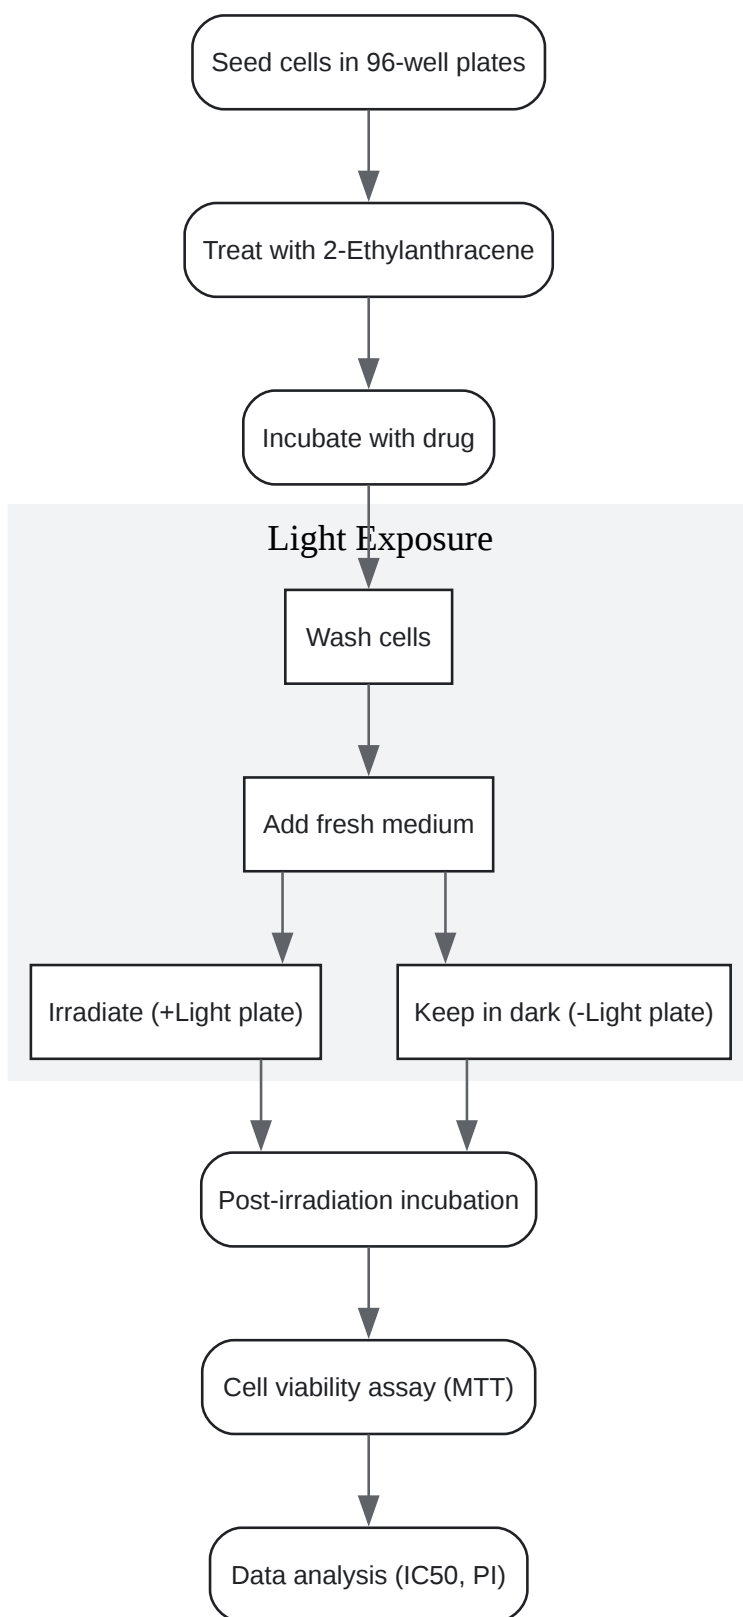 Seed cells in 96-well plates
Treat with 2-Ethylanthracene
Incubate with drug
Light Exposure
Wash cells
Add fresh medium
Irradiate (+Light plate)
Keep in dark (-Light plate)
Post-irradiation incubation
Cell viability assay (MTT)
Data analysis (IC50, PI)